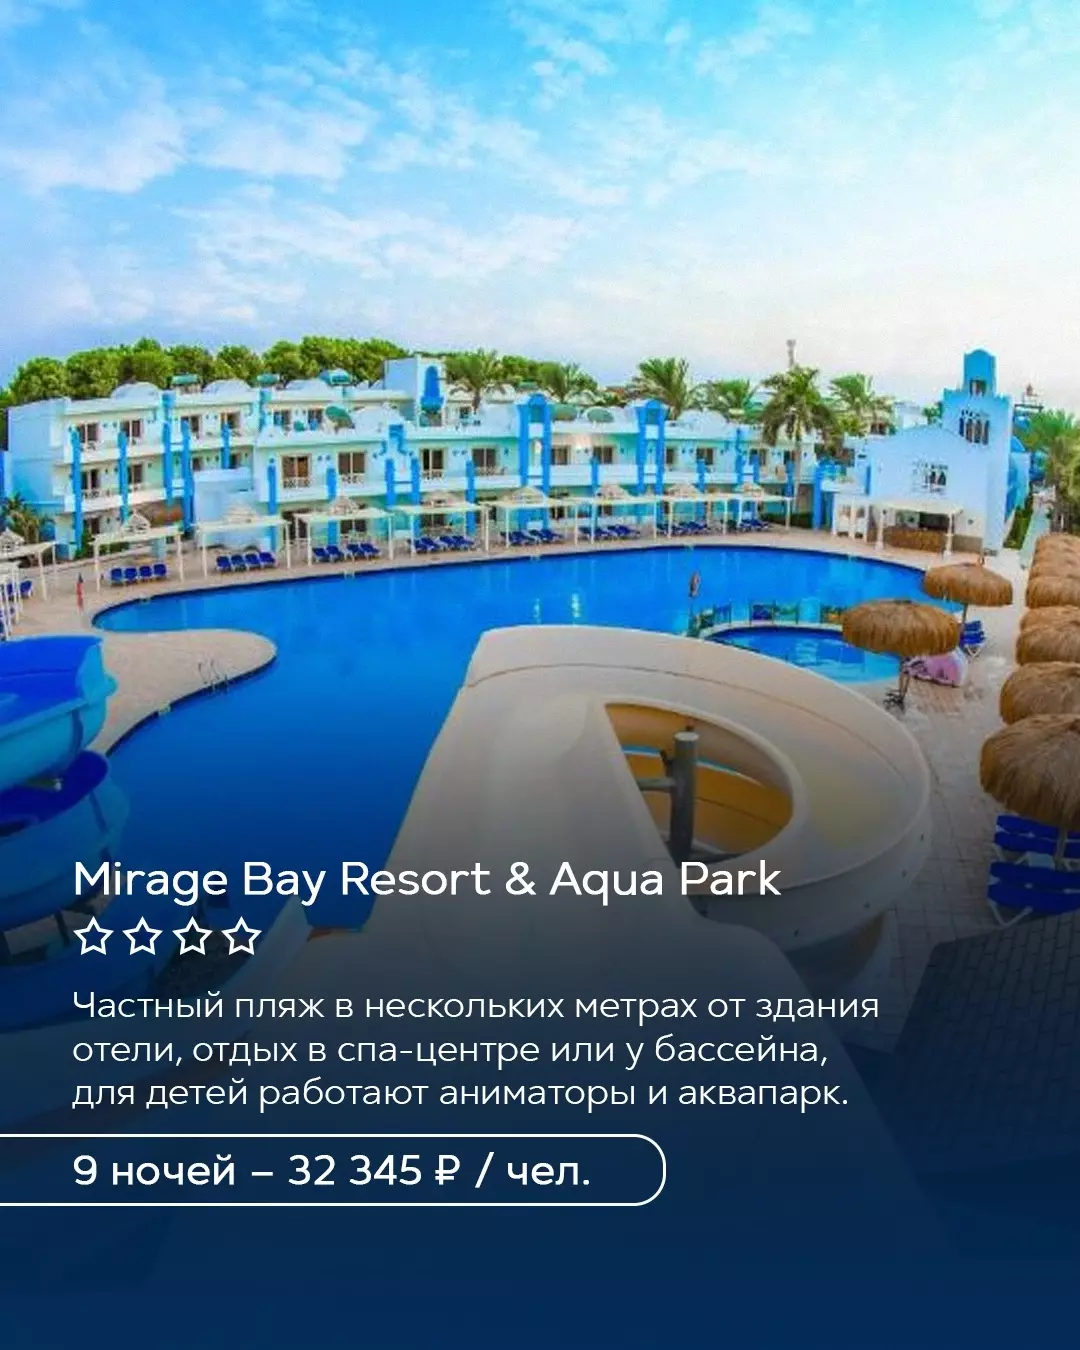 Mirage Bay Resort & Aqua Park
Частный пляж в нескольких метрах от здания
отели, отдых в спа-центре или у бассейна,
для детей работают аниматоры и аквапарк.
9 ночей – 32 345 ₽ / чел.